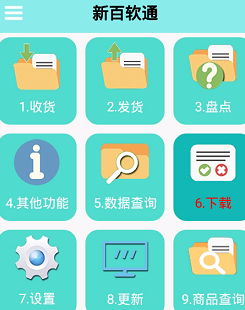 新百软通
1.收货
2.发货
3.盘点
4.其他功能
5.数据查询
6.下载
7.设置
8.更新
9.商品查询